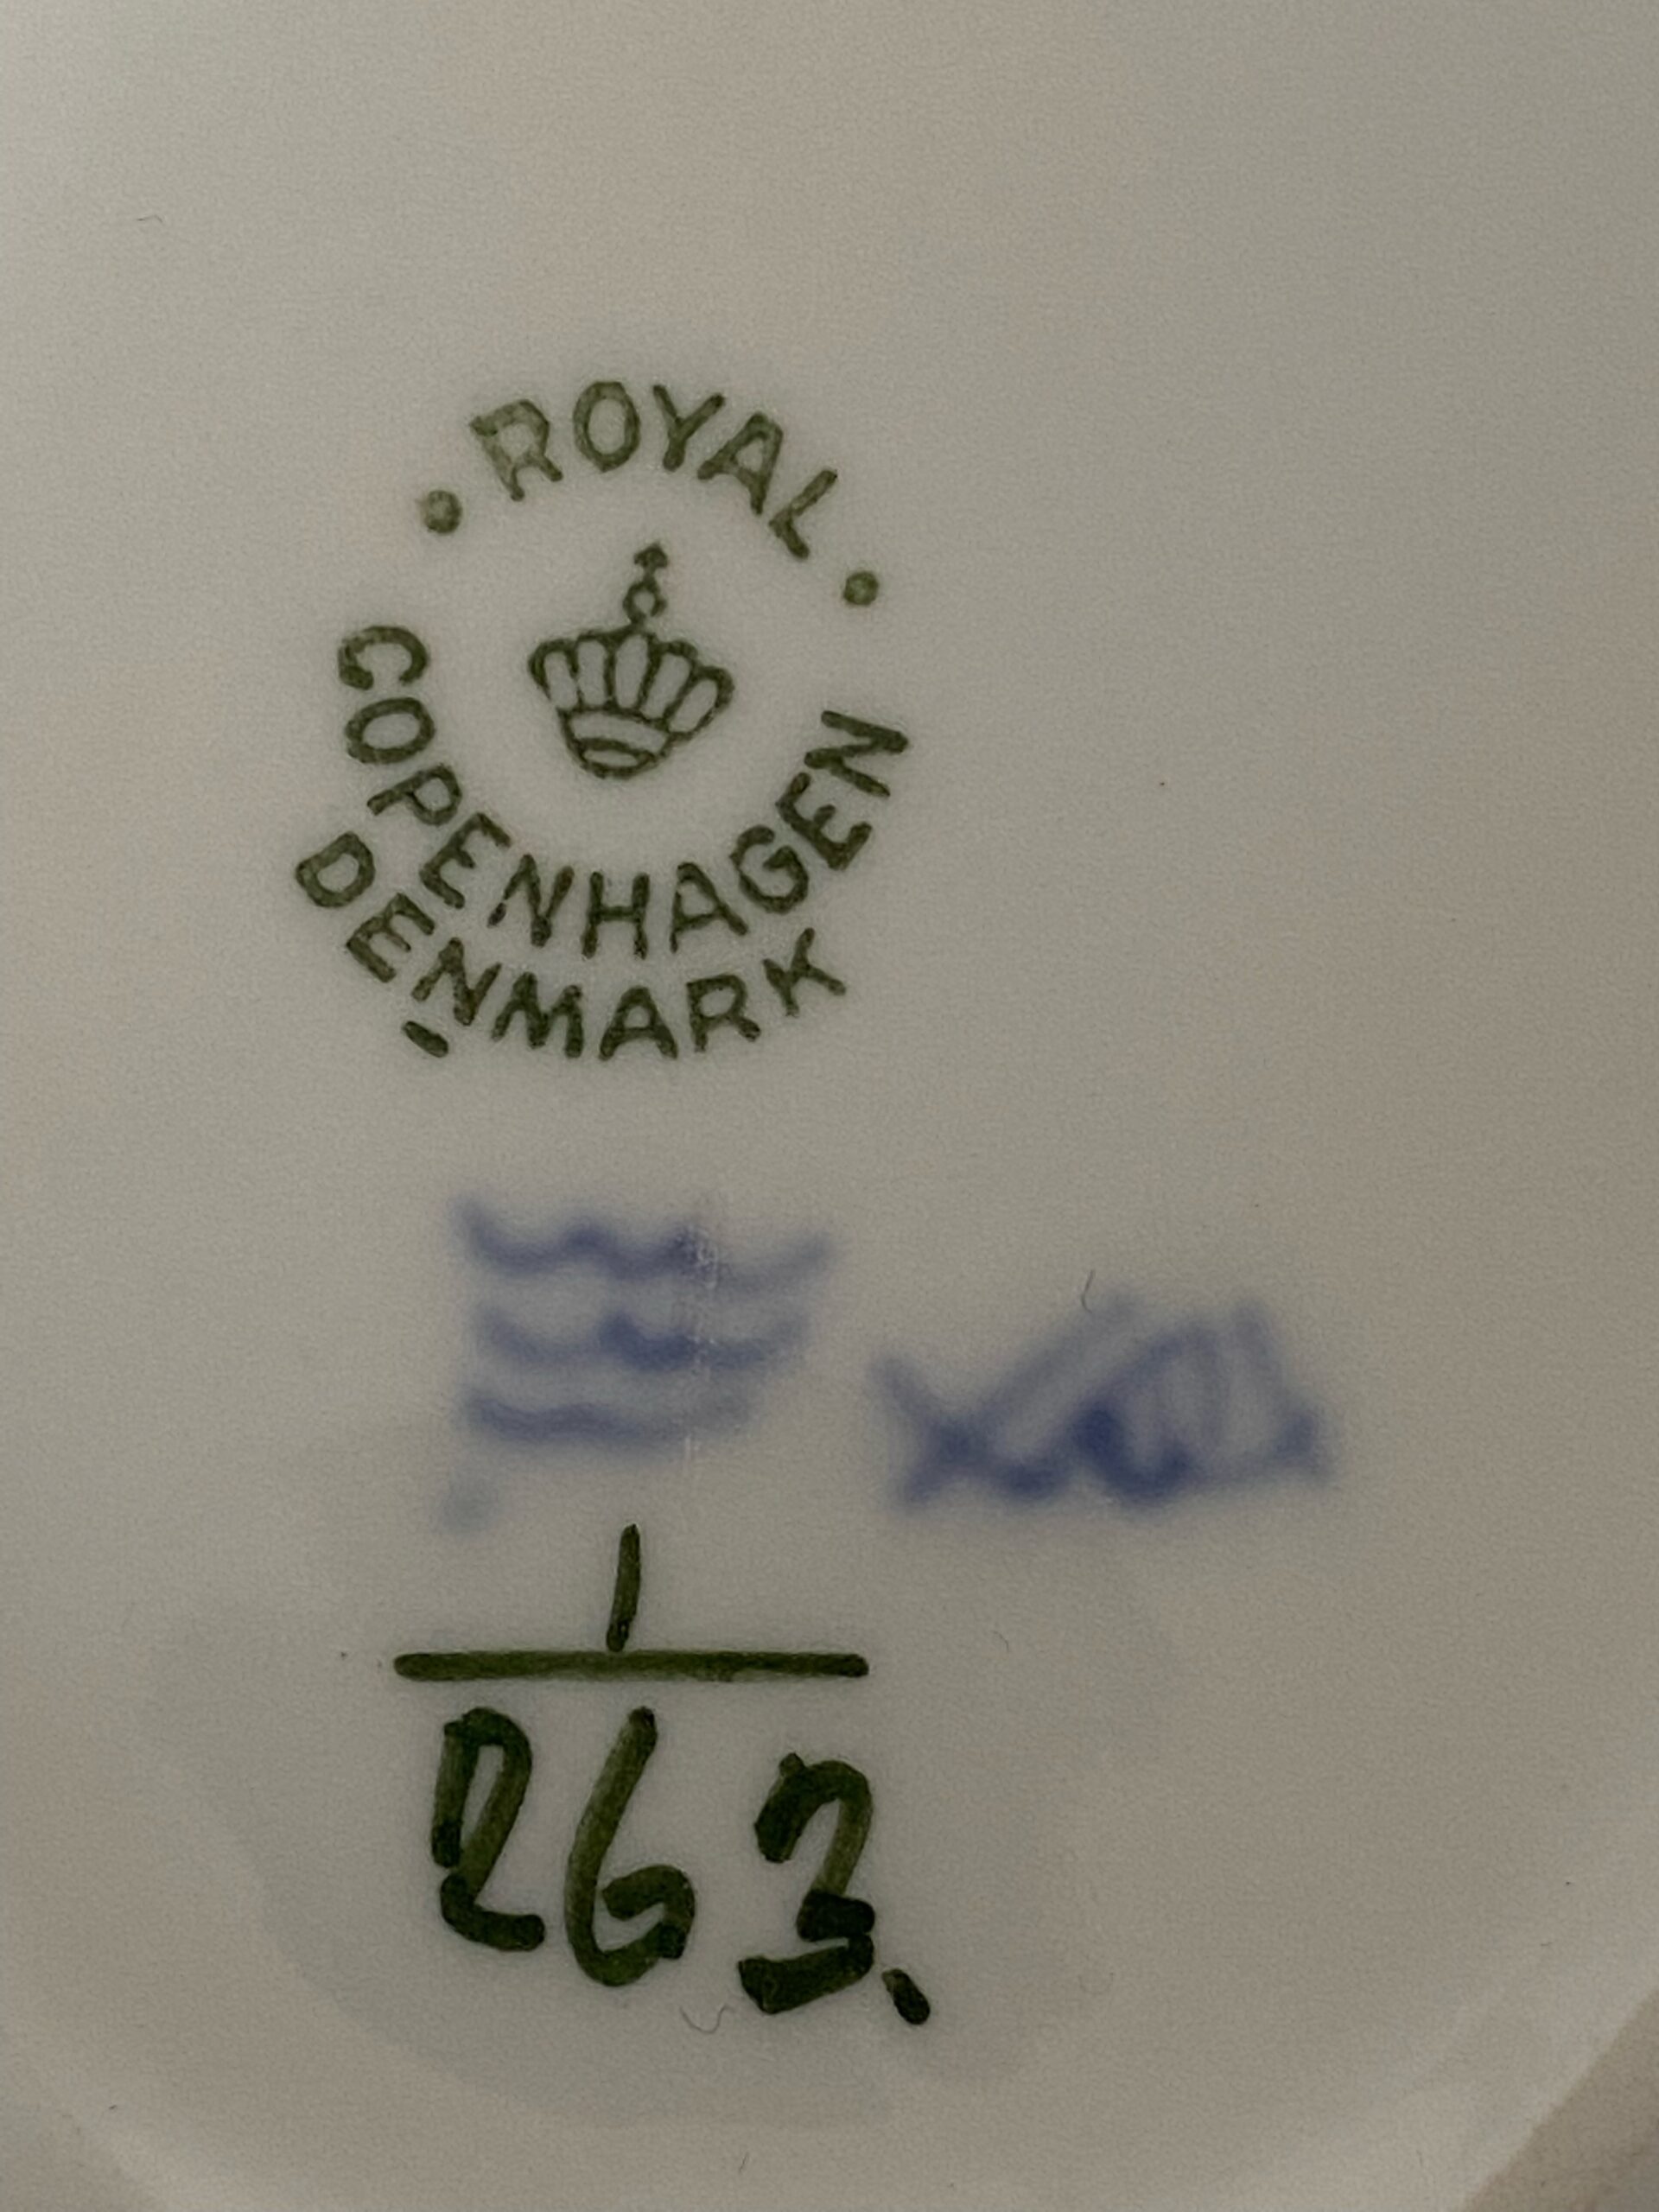 ROYAL
COPENHAGEN
DENMARK
1
263.